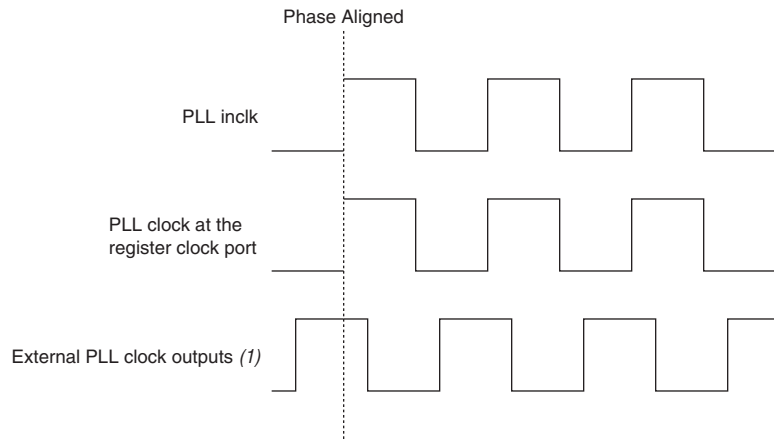 Phase Aligned
PLL inclk
PLL clock at the
register clock port
External PLL clock outputs (1)